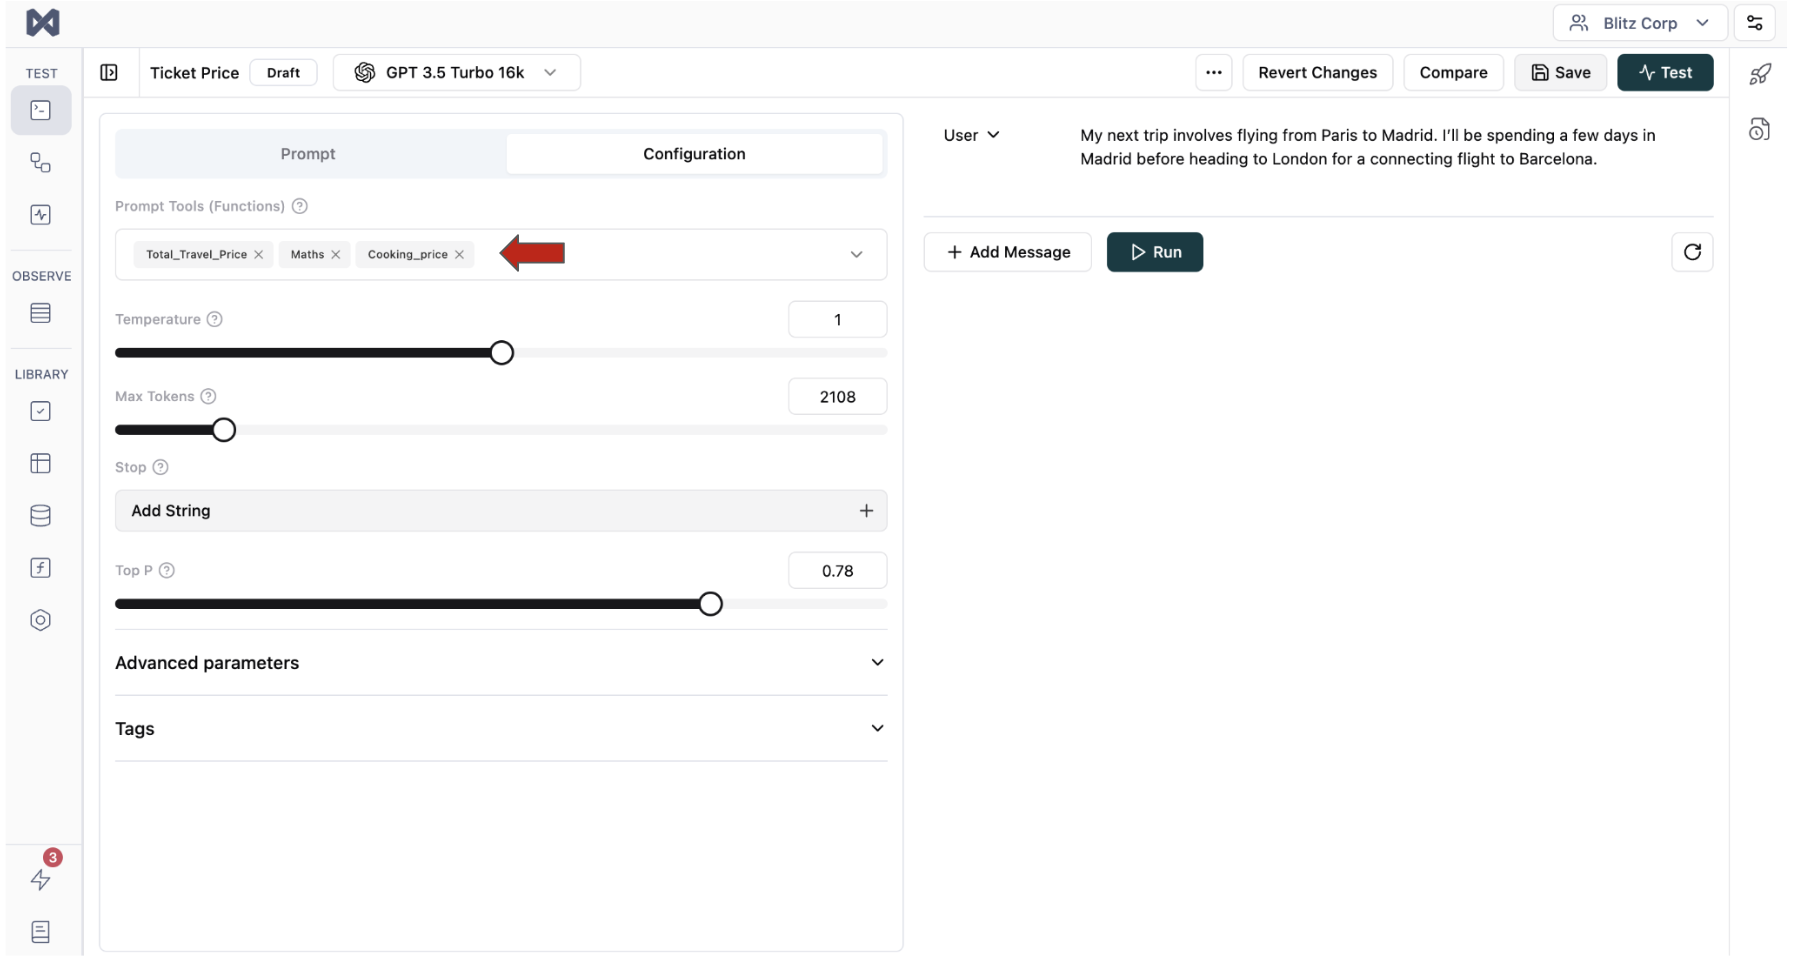 Blitz Corp
TEST
Ticket Price
Draft
GPT 3.5 Turbo 16k
Revert Changes
Compare
Save
Test
Prompt
Configuration
User
My next trip involves flying from Paris to Madrid. I’ll be spending a few days in
Madrid before heading to London for a connecting flight to Barcelona.
Prompt Tools (Functions)
Total_Travel_Price
Maths
Cooking_price
Add Message
Run
OBSERVE
Temperature
1
LIBRARY
Max Tokens
2108
Stop
Add String
Top P
0.78
Advanced parameters
Tags
3